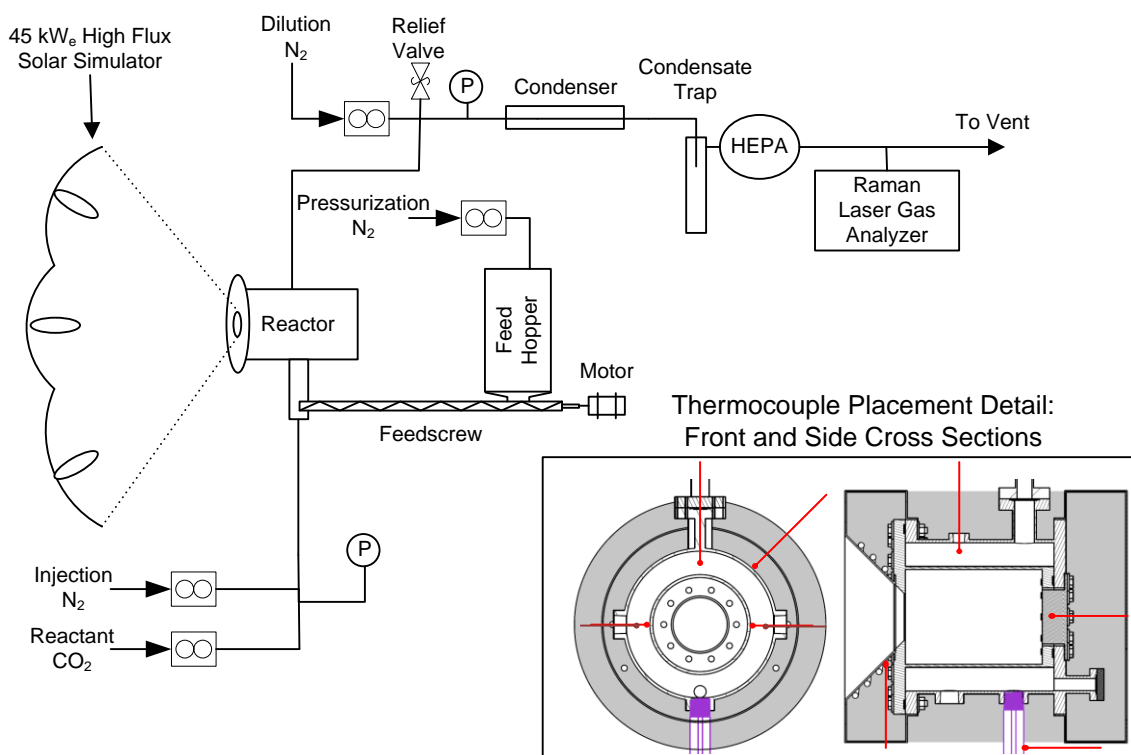 45 kWe High Flux
Solar Simulator
Dilution
N2
Relief
Valve
P
Condenser
Condensate
Trap
HEPA
To Vent
Raman
Laser Gas
Analyzer
Pressurization
N2
Reactor
Feed
Hopper
Motor
Feedscrew
P
Injection
N2
Reactant
CO2
Thermocouple Placement Detail:
Front and Side Cross Sections